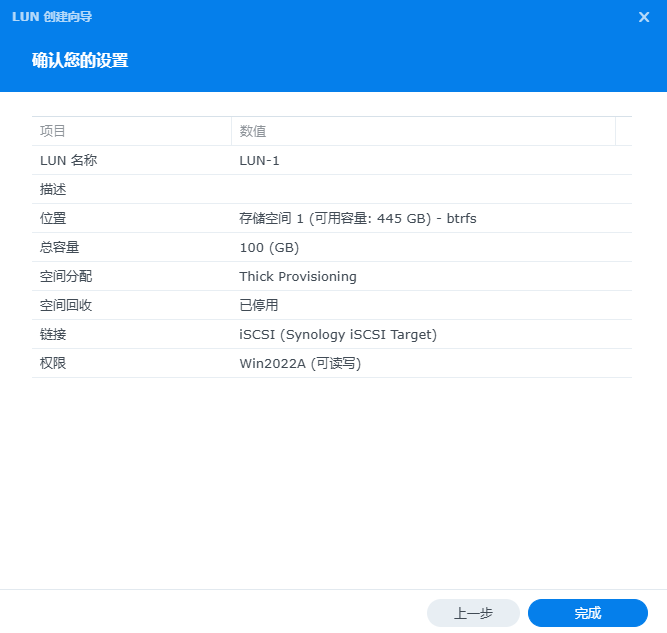 LUN 创建向导
确认您的设置
项目 数值
LUN 名称 LUN-1
描述
位置 存储空间 1 (可用容量: 445 GB) - btrfs
总容量 100 (GB)
空间分配 Thick Provisioning
空间回收 已停用
链接 iSCSI (Synology iSCSI Target)
权限 Win2022A (可读写)
上一步 完成